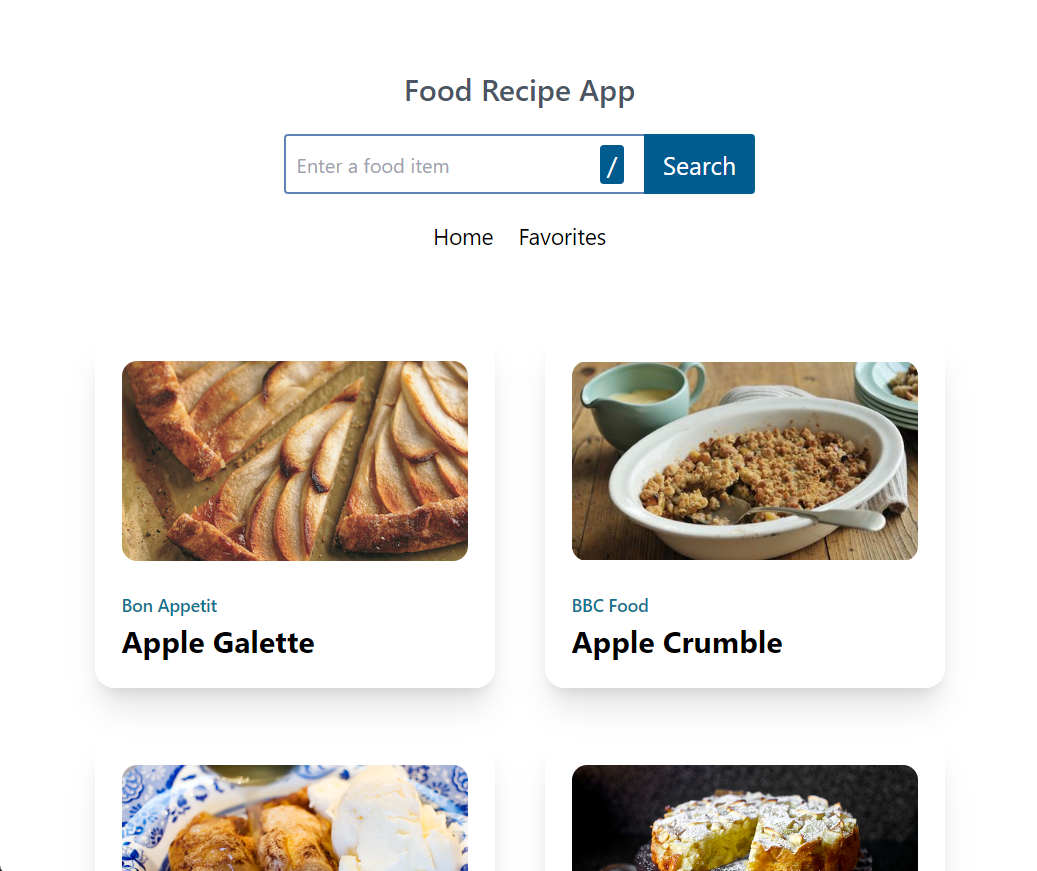 Food Recipe App
Enter a food item / Search
Home Favorites
Bon Appetit BBC Food
Apple Galette Apple Crumble